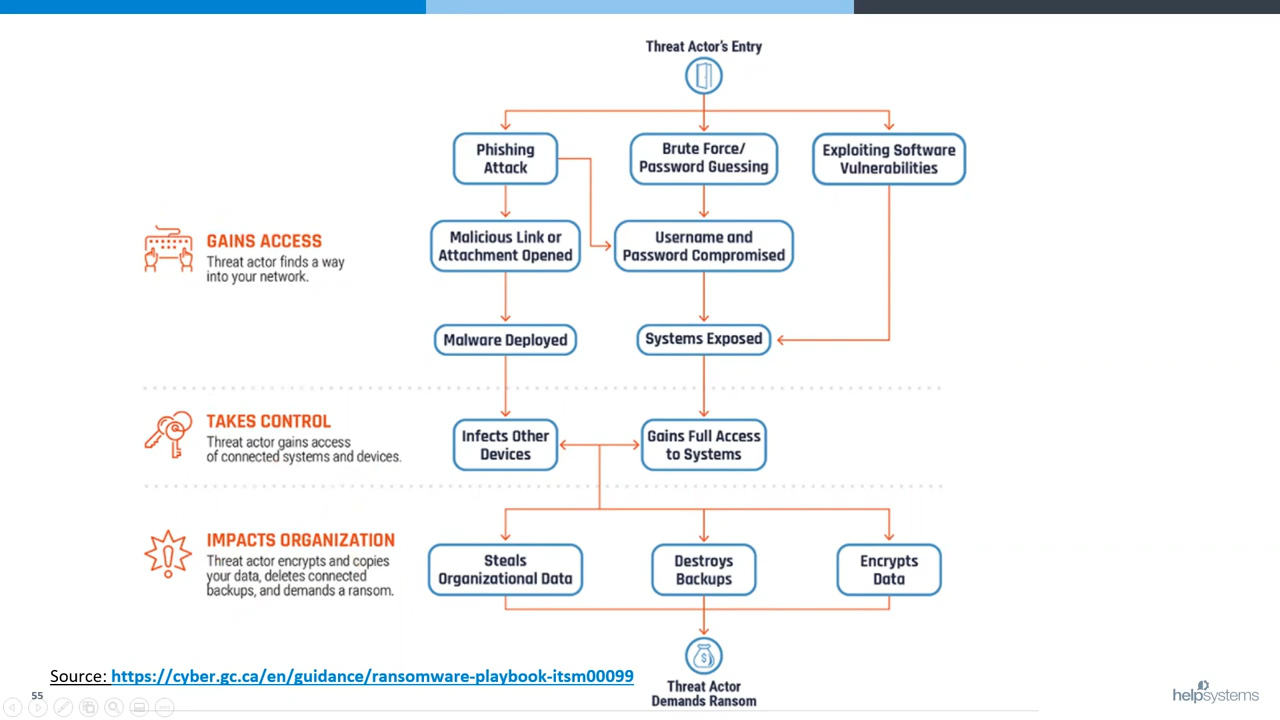 Threat Actor's Entry
Phishing
Attack
Brute Force/
Password Guessing
Exploiting Software
Vulnerabilities
GAINS ACCESS
Threat actor finds a way
into your network.
Malicious Link or
Attachment Opened
Username and
Password Compromised
Malware Deployed
Systems Exposed
TAKES CONTROL
Threat actor gains access
of connected systems and devices.
Infects Other
Devices
Gains Full Access
to Systems
IMPACTS ORGANIZATION
Threat actor encrypts and copies
your data, deletes connected
backups, and demands a ransom.
Steals
Organizational Data
Destroys
Backups
Encrypts
Data
$
Threat Actor
Demands Ransom
Source: https://cyber.gc.ca/en/guidance/ransomware-playbook-itsm00099
55
helpsystems